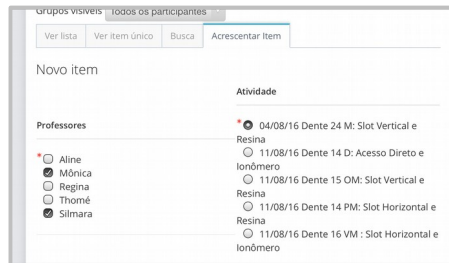 Grupos visíveis Todos os participantes
Ver lista Ver item único Busca Acrescentar Item
Novo item
Atividade
Professores
* Aline
Mônica
Regina
Thomé
Silmara
* 04/08/16 Dente 24 M: Slot Vertical e
Resina
11/08/16 Dente 14 D: Acesso Direto e
Ionômero
11/08/16 Dente 15 OM: Slot Vertical e
Resina
11/08/16 Dente 14 PM: Slot Horizontal e
Resina
11/08/16 Dente 16 VM : Slot Horizontal e
Ionômero